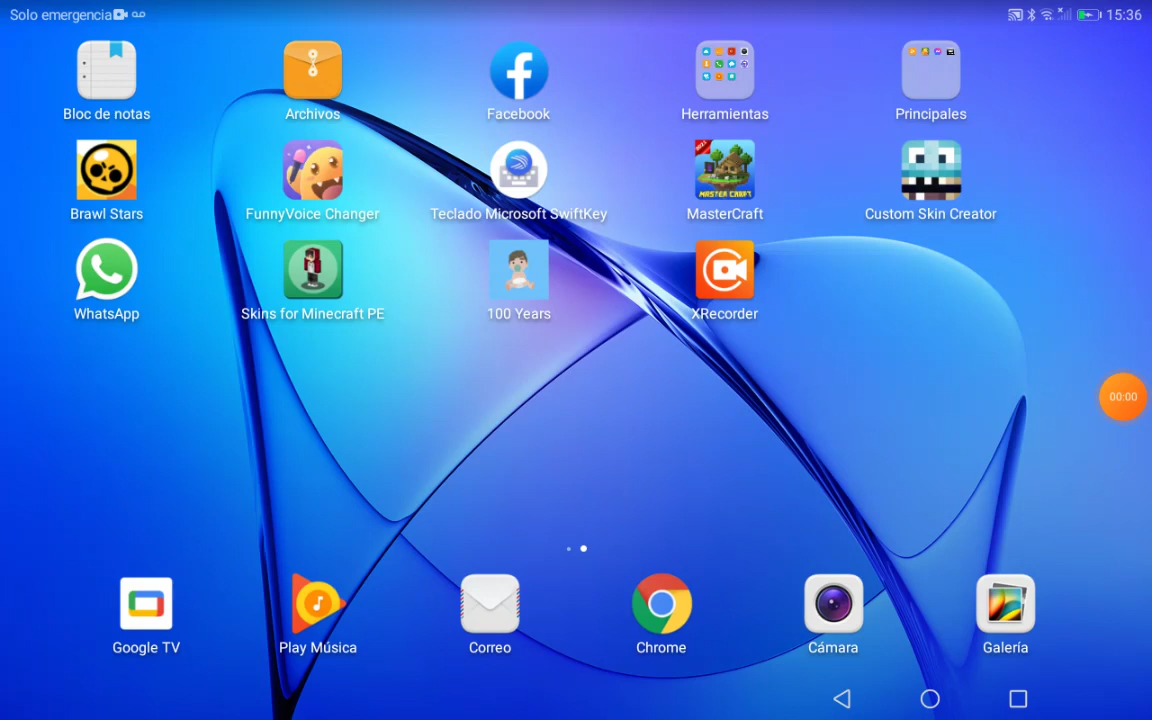 Solo emergencia
15:36
Bloc de notas
Archivos
Facebook
Herramientas
Principales
Brawl Stars
FunnyVoice Changer
Teclado Microsoft SwiftKey
MasterCraft
Custom Skin Creator
WhatsApp
Skins for Minecraft PE
100 Years
XRecorder
00:00
Google TV
Play Música
Correo
Chrome
Cámara
Galería
MASTER CRAFT